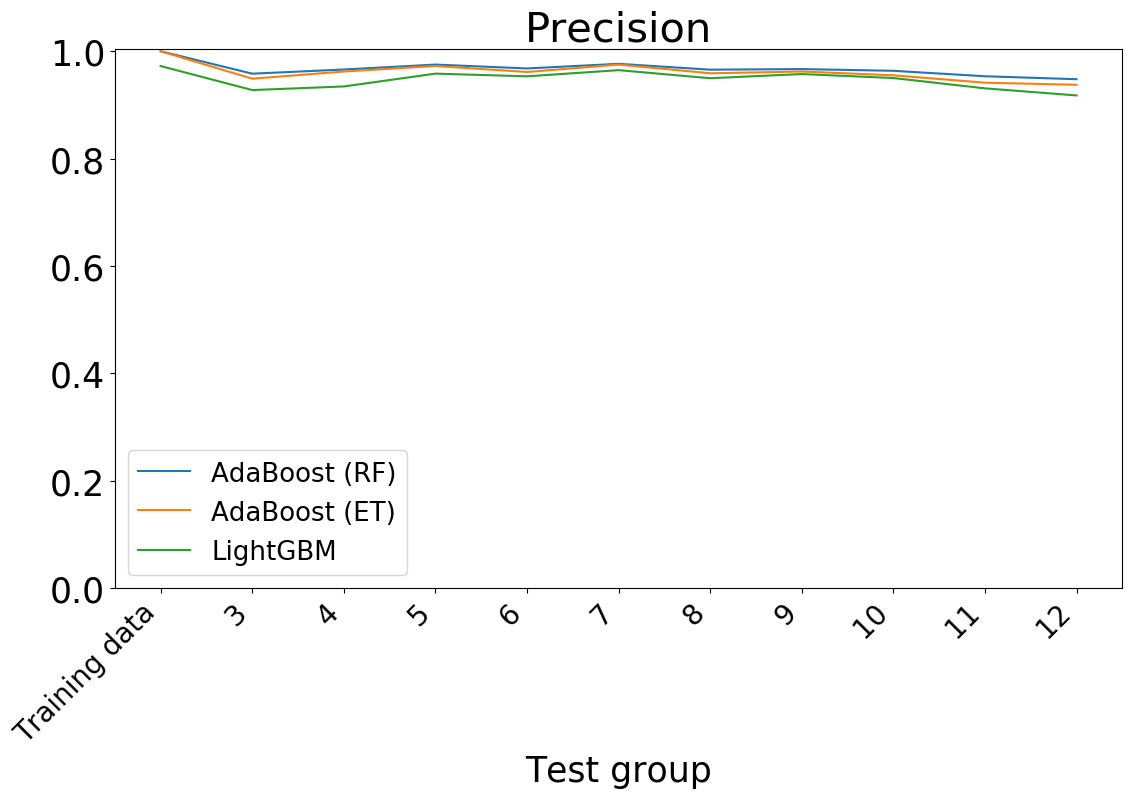 Precision
1.0
0.8
0.6
0.4
0.2
0.0
AdaBoost (RF)
AdaBoost (ET)
LightGBM
Training data
3
4
5
6
7
8
9
10
11
12
Test group